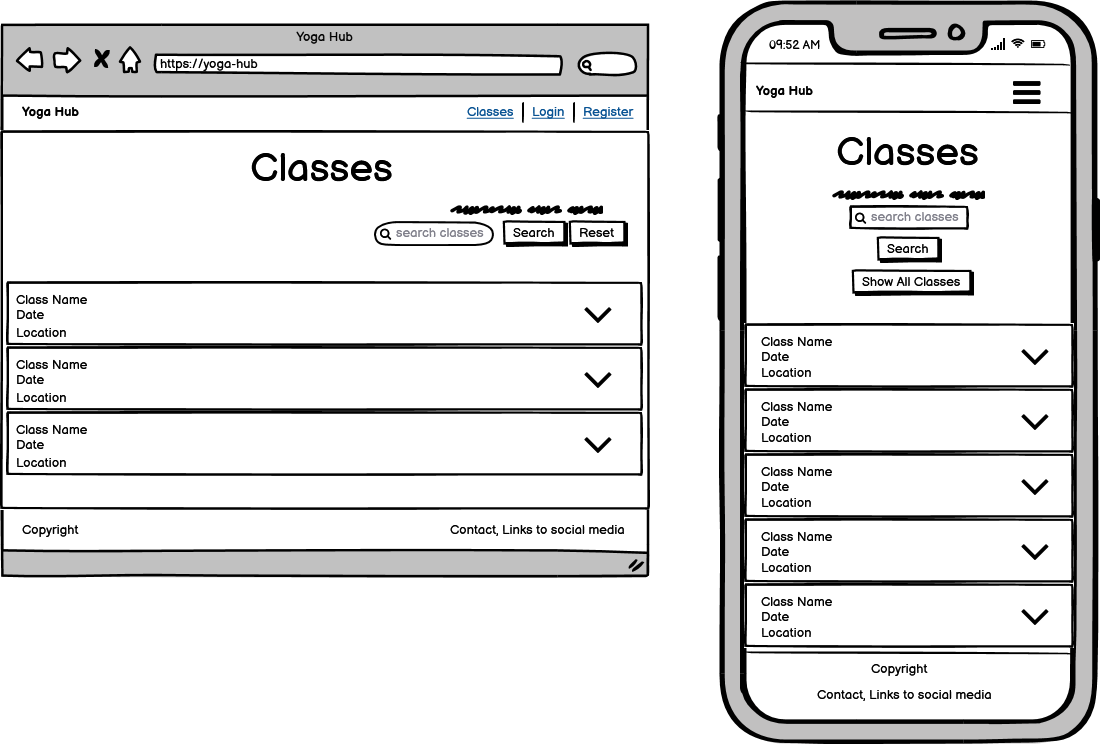 Yoga Hub
https://yoga-hub
Yoga Hub
Classes Login Register
Classes
search classes Search Reset
Class Name
Date
Location
Class Name
Date
Location
Class Name
Date
Location
Copyright Contact, Links to social media
09:52 AM
Yoga Hub
Classes
search classes
Search
Show All Classes
Class Name
Date
Location
Class Name
Date
Location
Class Name
Date
Location
Class Name
Date
Location
Class Name
Date
Location
Copyright
Contact, Links to social media